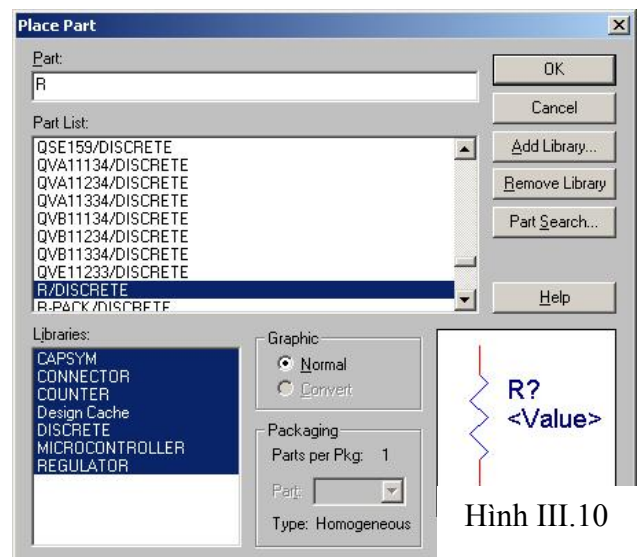 Place Part
Part:
R
OK
Cancel
Part List:
QSE159/DISCRETE
QVA11134/DISCRETE
QVA11234/DISCRETE
QVA11334/DISCRETE
QVB11134/DISCRETE
QVB11234/DISCRETE
QVB11334/DISCRETE
QVE11233/DISCRETE
R/DISCRETE
R-PACK/DISCRETE
Add Library...
Remove Library
Part Search...
Help
Libraries:
CAPSYM
CONNECTOR
COUNTER
Design Cache
DISCRETE
MICROCONTROLLER
REGULATOR
Graphic
Normal
Convert
Packaging
Parts per Pkg: 1
Part:
Type: Homogeneous
R?
<Value>
Hình III.10